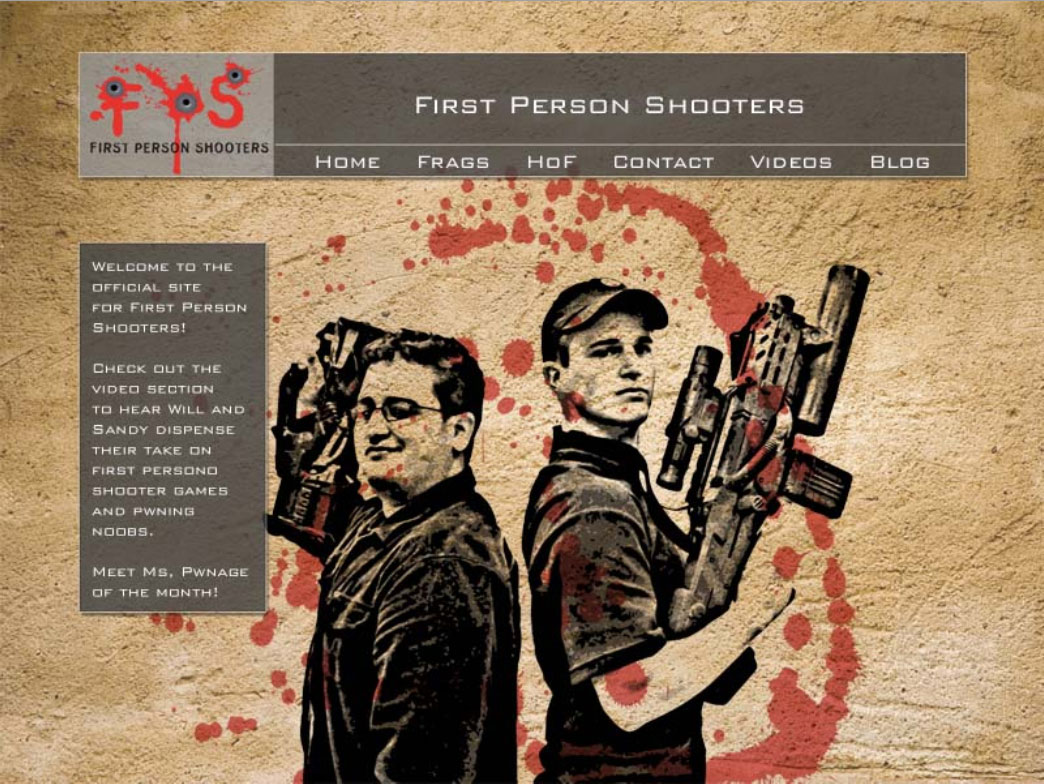 FPS
FIRST PERSON SHOOTERS
First Person Shooters
Home Frags HoF Contact Videos Blog
Welcome to the
official site
for First Person
Shooters!
Check out the
video section
to hear Will and
Sandy dispense
their take on
first persono
shooter games
and pwning
noobs.
Meet Ms, Pwnage
of the month!